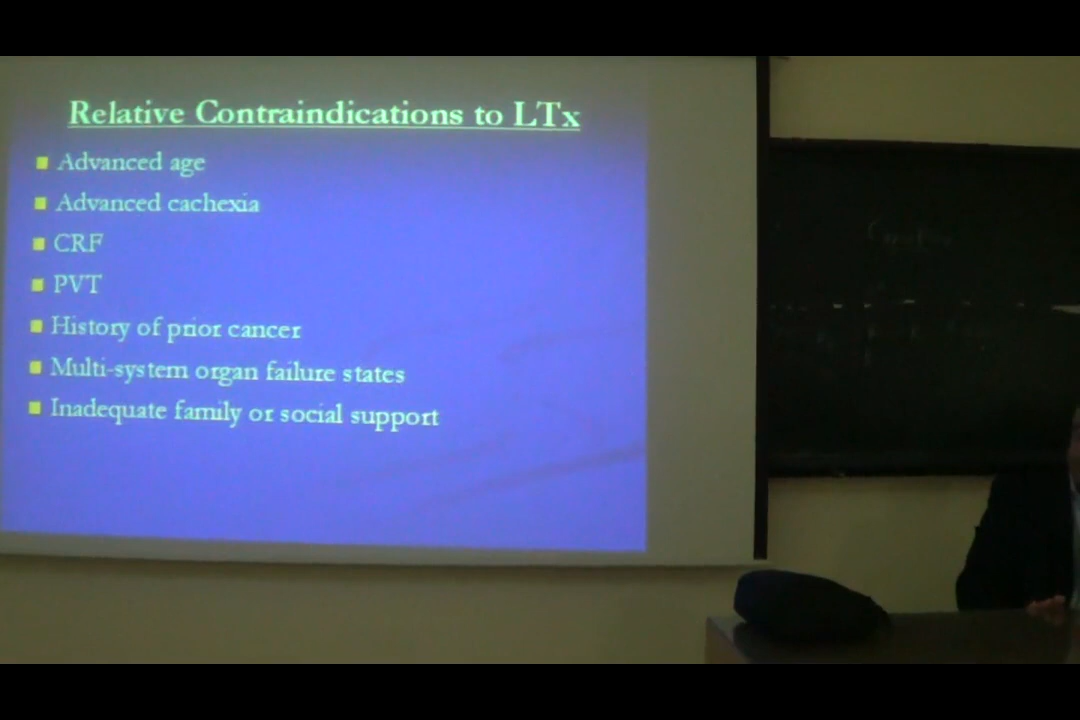 Relative Contraindications to LTx
Advanced age
Advanced cachexia
CRF
PVT
History of prior cancer
Multi-system organ failure states
Inadequate family or social support